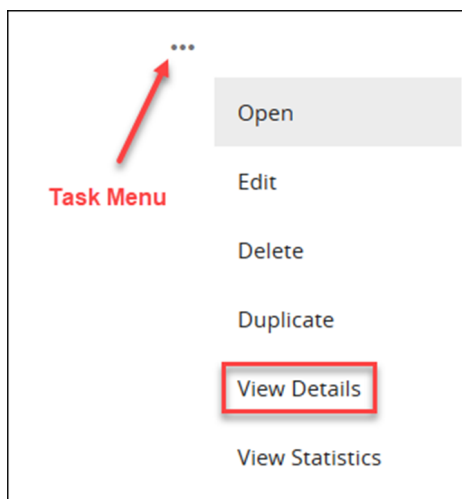 Open
Task Menu
Edit
Delete
Duplicate
View Details
View Statistics